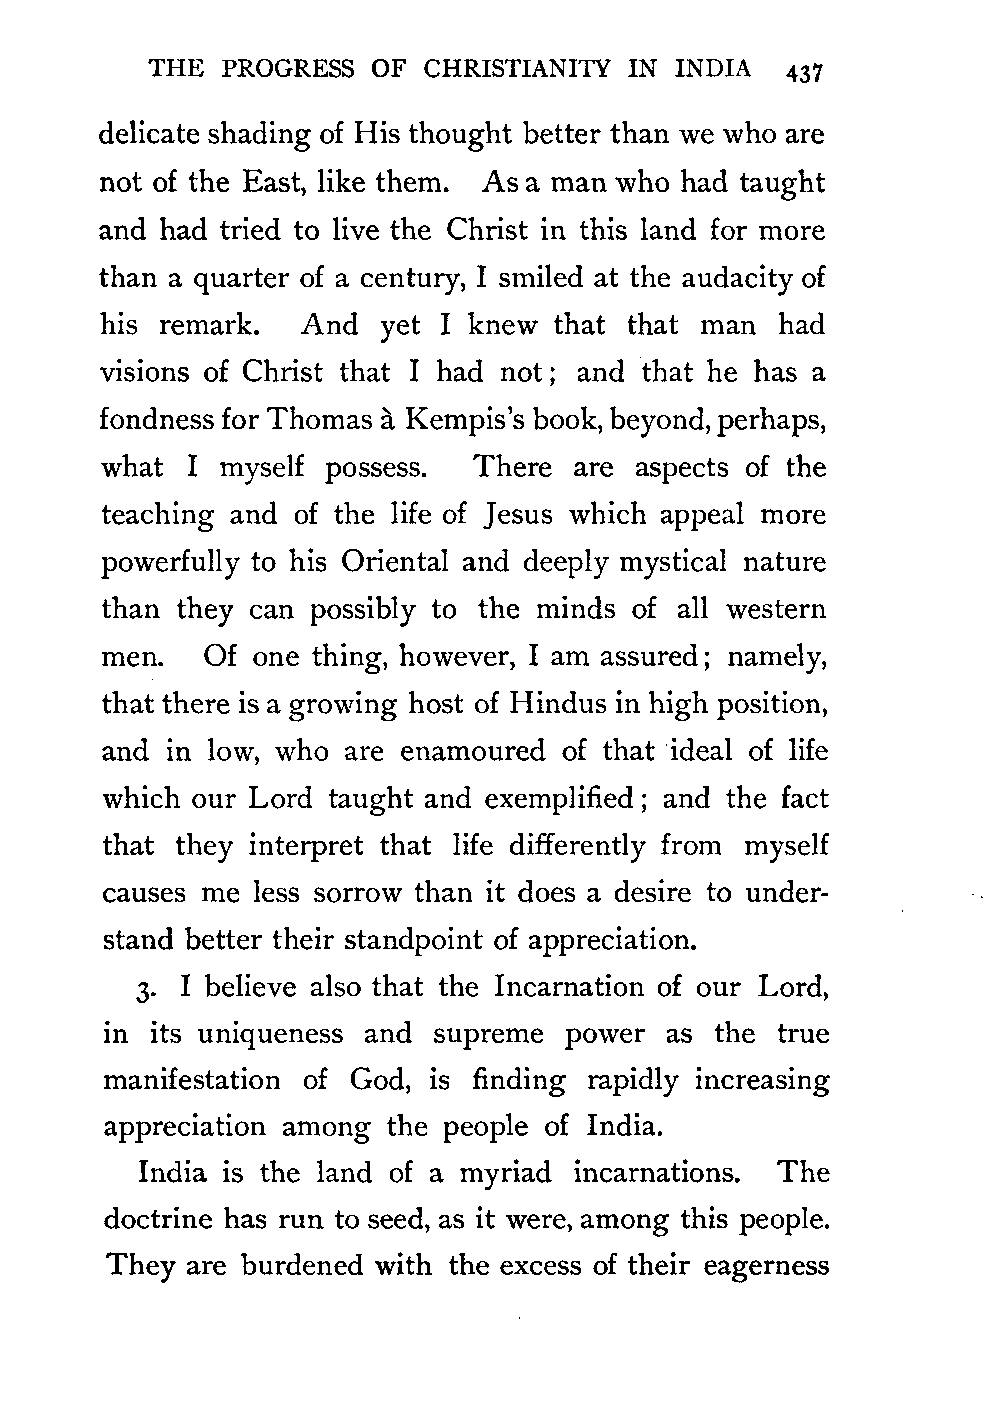 THE PROGRESS OF CHRISTIANITY IN INDIA 437
delicate shading of His thought better than we who are
not of the East, like them. As a man who had taught
and had tried to live the Christ in this land for more
than a quarter of a century, I smiled at the audacity of
his remark. And yet I knew that that man had
visions of Christ that I had not; and that he has a
fondness for Thomas à Kempis's book, beyond, perhaps,
what I myself possess. There are aspects of the
teaching and of the life of Jesus which appeal more
powerfully to his Oriental and deeply mystical nature
than they can possibly to the minds of all western
men. Of one thing, however, I am assured; namely,
that there is a growing host of Hindus in high position,
and in low, who are enamoured of that ideal of life
which our Lord taught and exemplified; and the fact
that they interpret that life differently from myself
causes me less sorrow than it does a desire to under-
stand better their standpoint of appreciation.
3. I believe also that the Incarnation of our Lord,
in its uniqueness and supreme power as the true
manifestation of God, is finding rapidly increasing
appreciation among the people of India.
India is the land of a myriad incarnations. The
doctrine has run to seed, as it were, among this people.
They are burdened with the excess of their eagerness